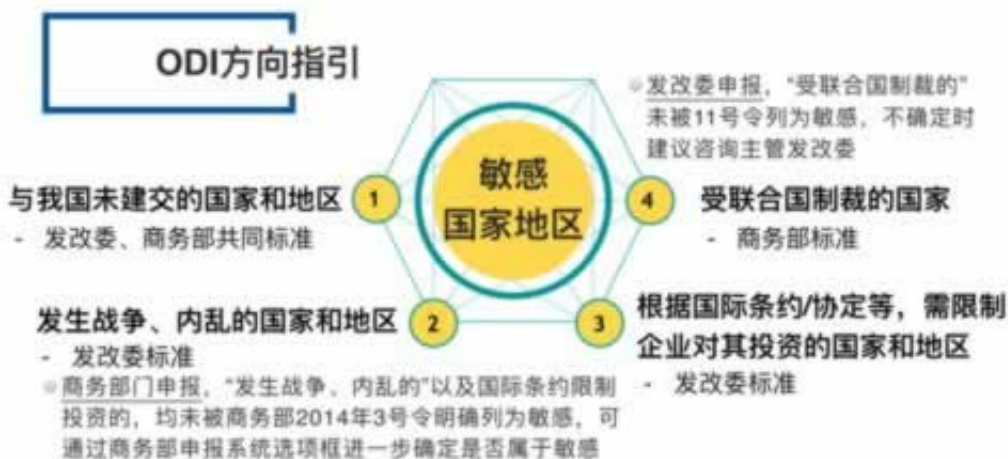 ODI方向指引
敏感
国家地区
1
与我国未建交的国家和地区
- 发改委、商务部共同标准
2
发生战争、内乱的国家和地区
- 发改委标准
商务部门申报，“发生战争、内乱的”以及国际条约限制
投资的，均未被商务部2014年3号令明确列为敏感，可
通过商务部申报系统选项框进一步确定是否属于敏感
3
根据国际条约/协定等，需限制
企业对其投资的国家和地区
- 发改委标准
4
受联合国制裁的国家
- 商务部标准
发改委申报，“受联合国制裁的”
未被11号令列为敏感，不确定时
建议咨询主管发改委